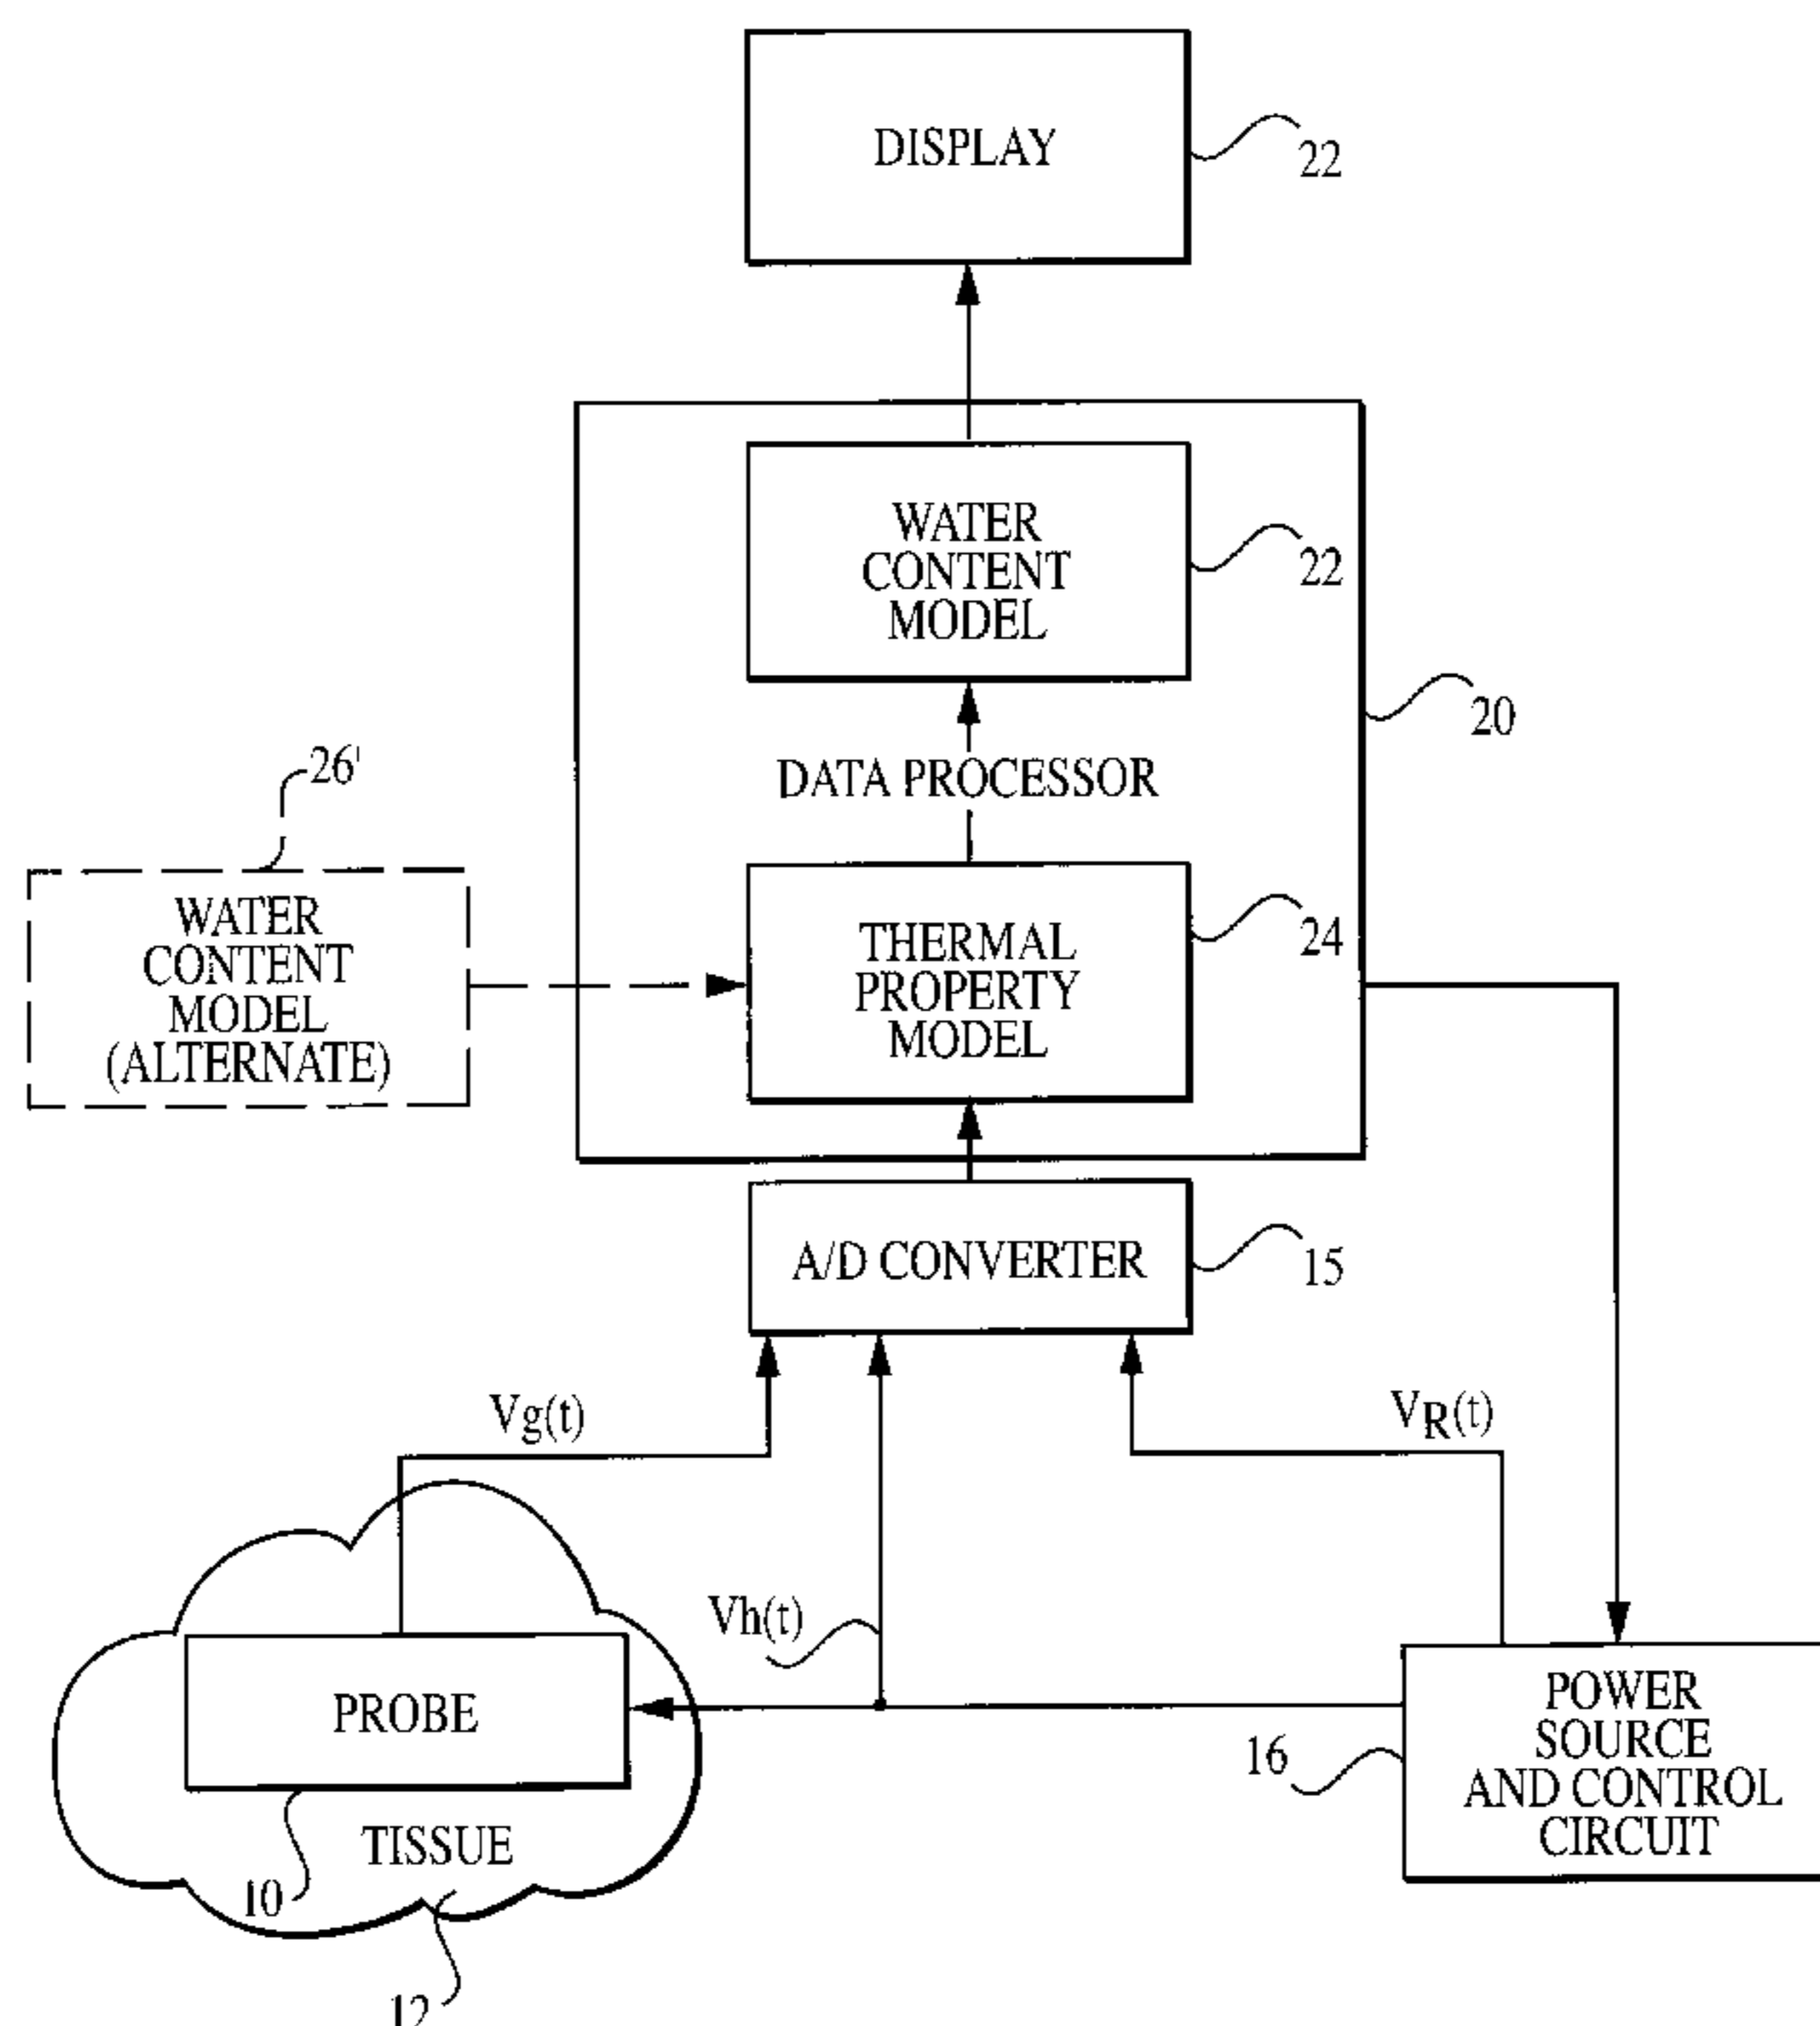 DISPLAY
22
WATER
CONTENT
MODEL
22
20
DATA PROCESSOR
26'
WATER
CONTENT
MODEL
(ALTERNATE)
THERMAL
PROPERTY
MODEL
24
A/D CONVERTER
15
Vg(t)
VR(t)
Vh(t)
PROBE
POWER
SOURCE
AND CONTROL
CIRCUIT
16
TISSUE
10
12